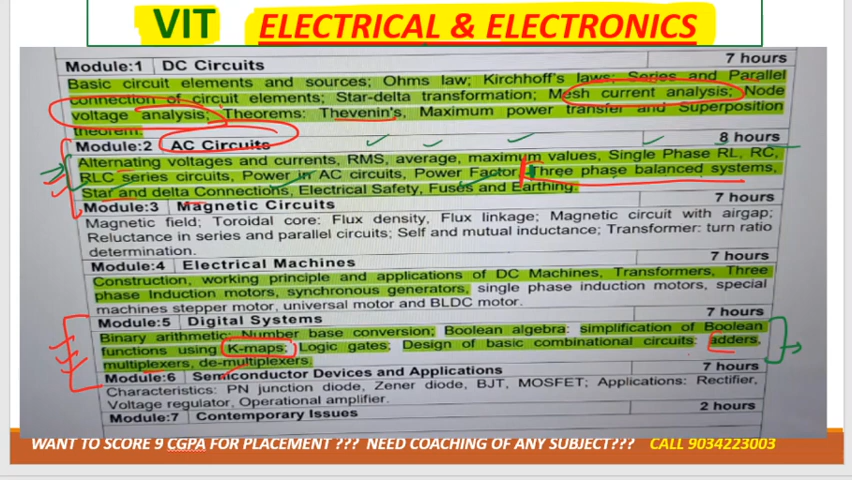 VIT ELECTRICAL & ELECTRONICS
Module:1 DC Circuits 7 hours
Basic circuit elements and sources; Ohms law; Kirchhoff's laws; Series and Parallel
connection of circuit elements; Star-delta transformation; Mesh current analysis; Node
voltage analysis; Theorems: Thevenin's, Maximum power transfer and Superposition
theorem.
Module:2 AC Circuits 8 hours
Alternating voltages and currents, RMS, average, maximum values, Single Phase RL, RC,
RLC series circuits, Power in AC circuits, Power Factor, Three phase balanced systems,
Star and delta Connections, Electrical Safety, Fuses and Earthing.
Module:3 Magnetic Circuits 7 hours
Magnetic field; Toroidal core: Flux density, Flux linkage; Magnetic circuit with airgap;
Reluctance in series and parallel circuits; Self and mutual inductance; Transformer: turn ratio
determination.
Module:4 Electrical Machines 7 hours
Construction, working principle and applications of DC Machines, Transformers, Three
phase Induction motors, synchronous generators, single phase induction motors, special
machines stepper motor, universal motor and BLDC motor.
Module:5 Digital Systems 7 hours
Binary arithmetic; Number base conversion; Boolean algebra: simplification of Boolean
functions using K-maps; Logic gates; Design of basic combinational circuits: adders,
multiplexers, de-multiplexers.
Module:6 Semiconductor Devices and Applications 7 hours
Characteristics: PN junction diode, Zener diode, BJT, MOSFET; Applications: Rectifier,
Voltage regulator, Operational amplifier.
Module:7 Contemporary Issues 2 hours
WANT TO SCORE 9 CGPA FOR PLACEMENT ??? NEED COACHING OF ANY SUBJECT??? CALL 9034223003